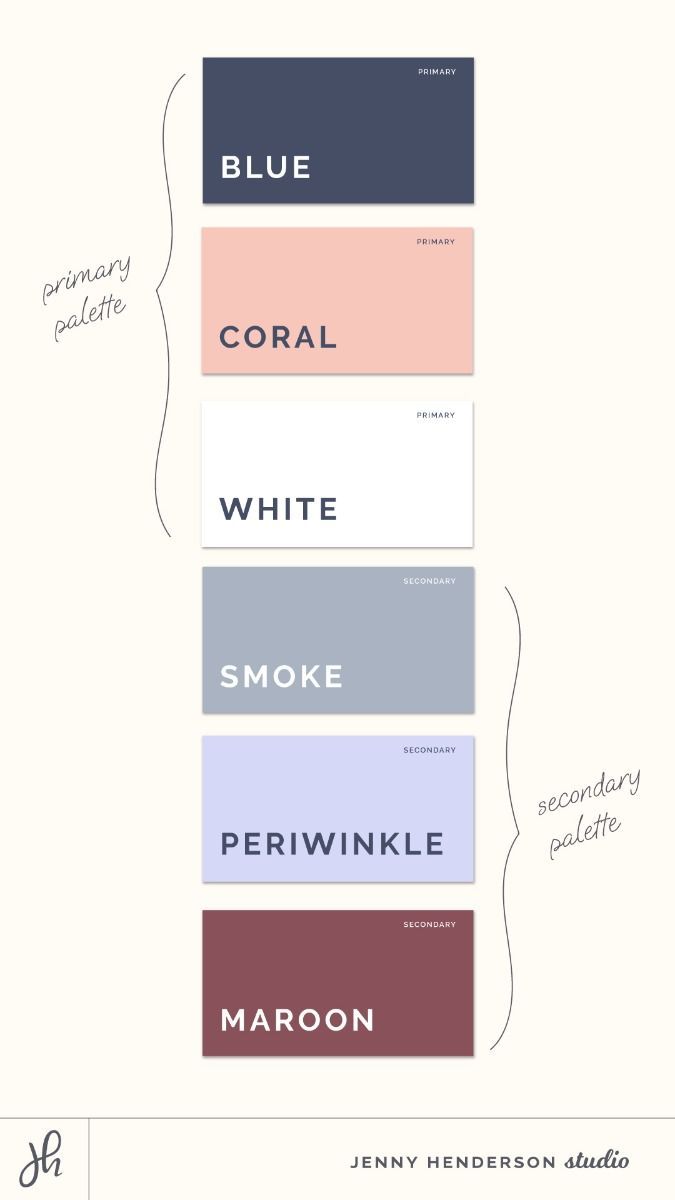 PRIMARY
BLUE
PRIMARY
CORAL
primary
palette
PRIMARY
WHITE
SECONDARY
SMOKE
SECONDARY
PERIWINKLE
secondary
palette
SECONDARY
MAROON
jh
JENNY HENDERSON studio